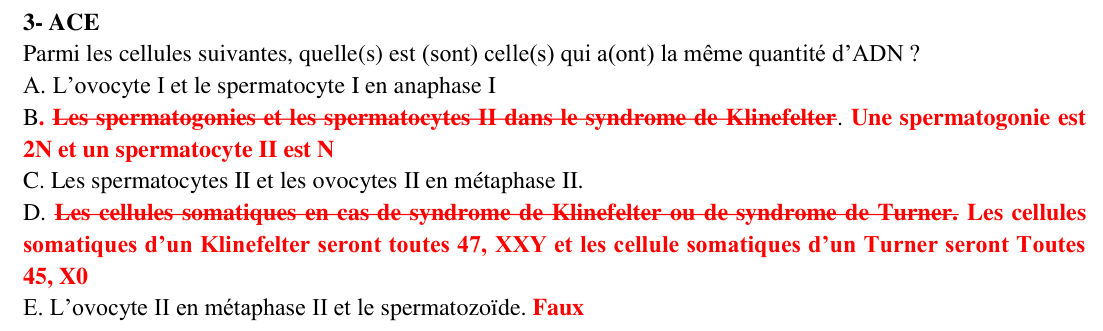 3- ACE
Parmi les cellules suivantes, quelle(s) est (sont) celle(s) qui a(ont) la même quantité d’ADN ?
A. L’ovocyte I et le spermatocyte I en anaphase I
B. Les spermatogonies et les spermatocytes II dans le syndrome de Klinefelter. Une spermatogonie est
2N et un spermatocyte II est N
C. Les spermatocytes II et les ovocytes II en métaphase II.
D. Les cellules somatiques en cas de syndrome de Klinefelter ou de syndrome de Turner. Les cellules
somatiques d’un Klinefelter seront toutes 47, XXY et les cellule somatiques d’un Turner seront Toutes
45, X0
E. L’ovocyte II en métaphase II et le spermatozoïde. Faux